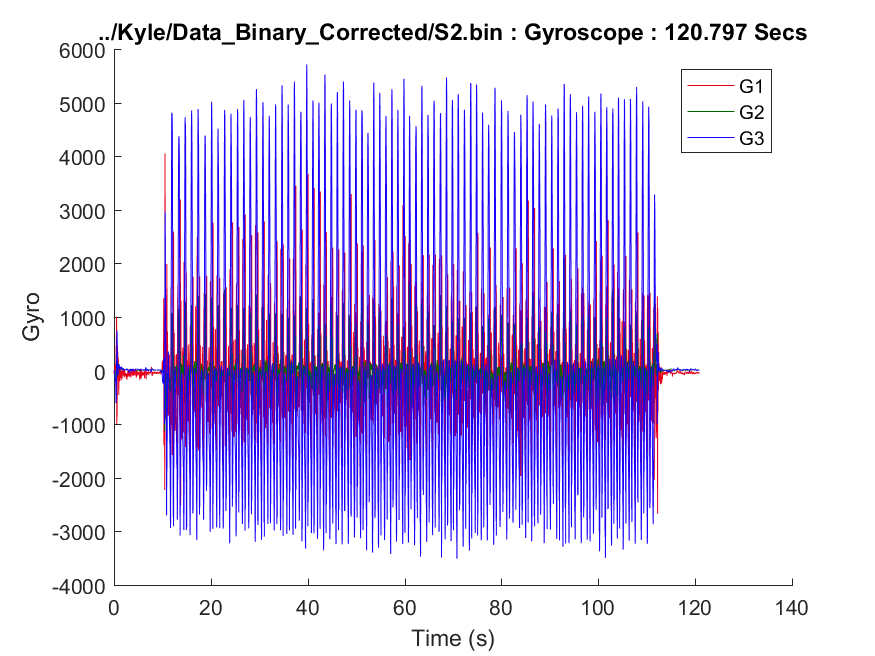 ../Kyle/Data_Binary_Corrected/S2.bin : Gyroscope : 120.797 Secs
6000
5000
4000
3000
2000
1000
0
-1000
-2000
-3000
-4000
Gyro
G1
G2
G3
0 20 40 60 80 100 120 140
Time (s)